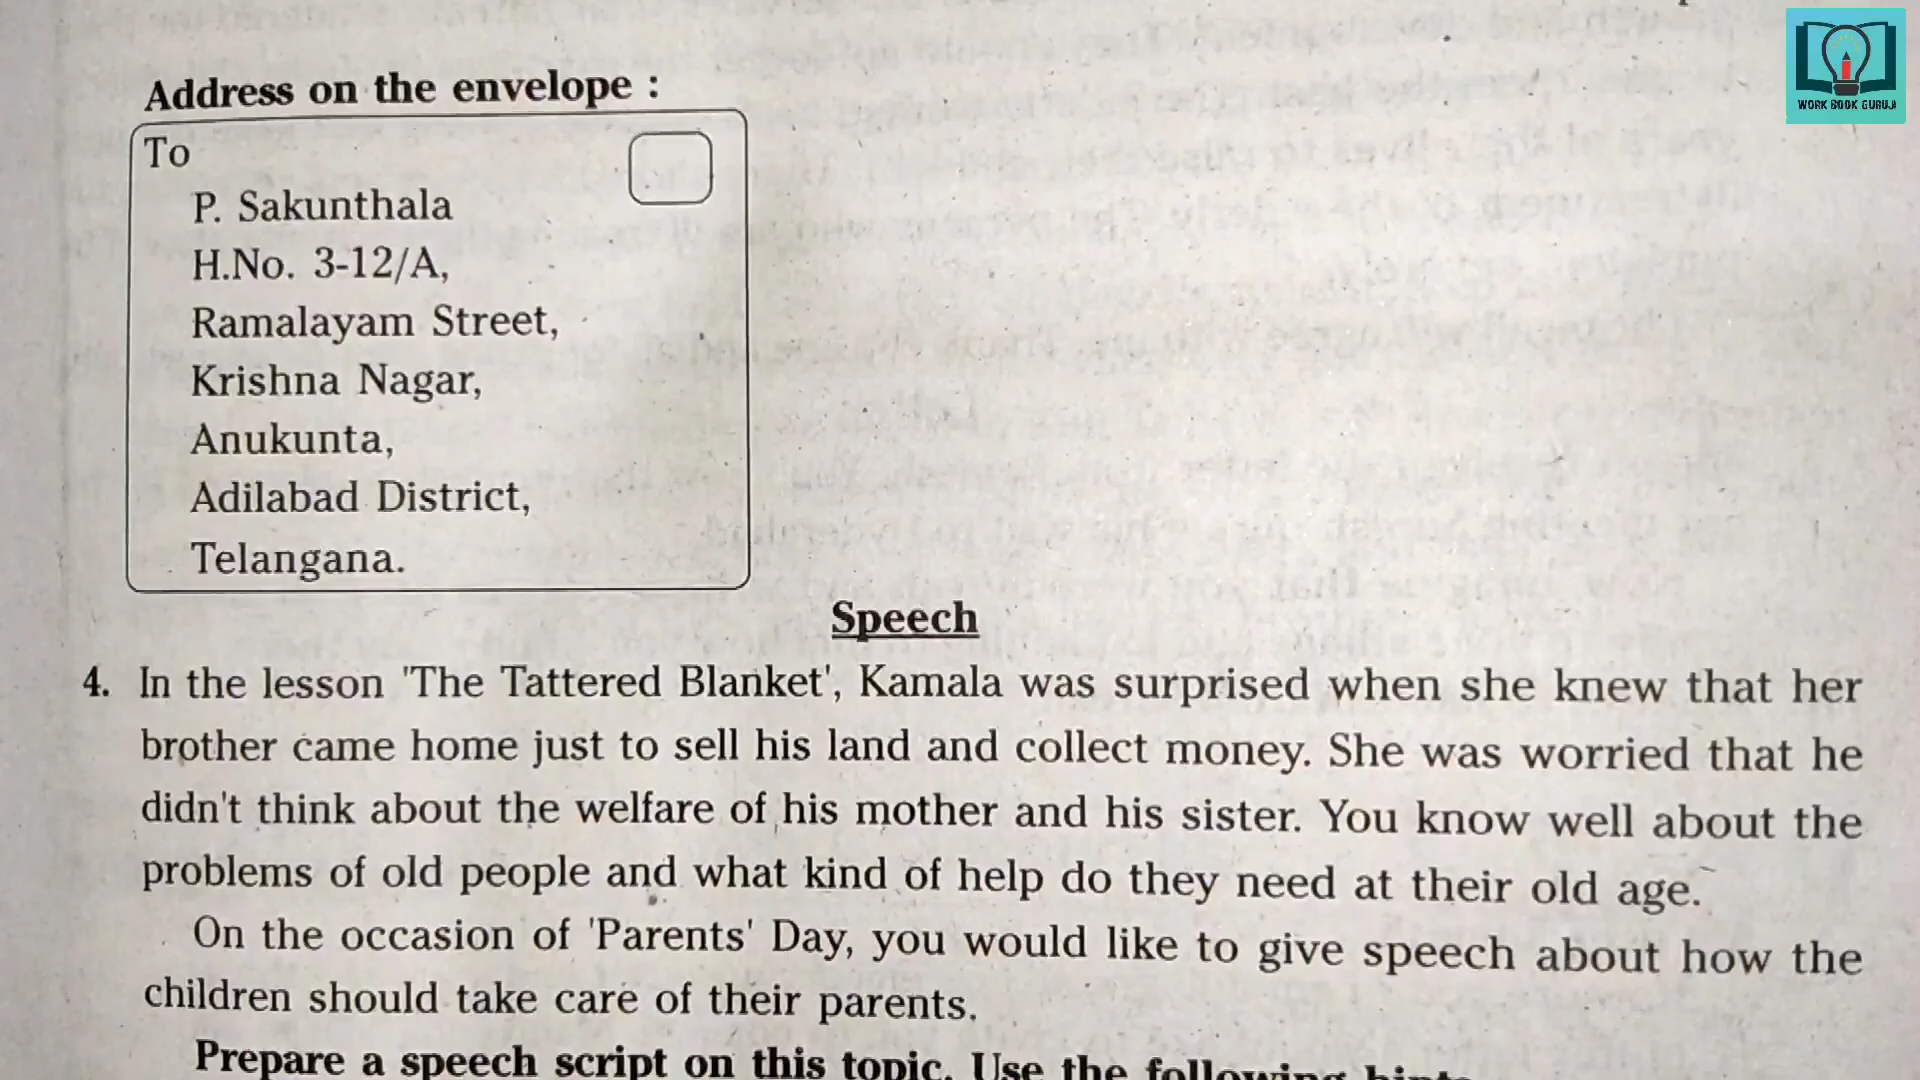 WORK BOOK GURUJI
Address on the envelope :
To
P. Sakunthala
H.No. 3-12/A,
Ramalayam Street,
Krishna Nagar,
Anukunta,
Adilabad District,
Telangana.
Speech
4. In the lesson 'The Tattered Blanket', Kamala was surprised when she knew that her
brother came home just to sell his land and collect money. She was worried that he
didn't think about the welfare of his mother and his sister. You know well about the
problems of old people and what kind of help do they need at their old age.
On the occasion of 'Parents' Day, you would like to give speech about how the
children should take care of their parents.
Prepare a speech script on this topic. Use the following hints